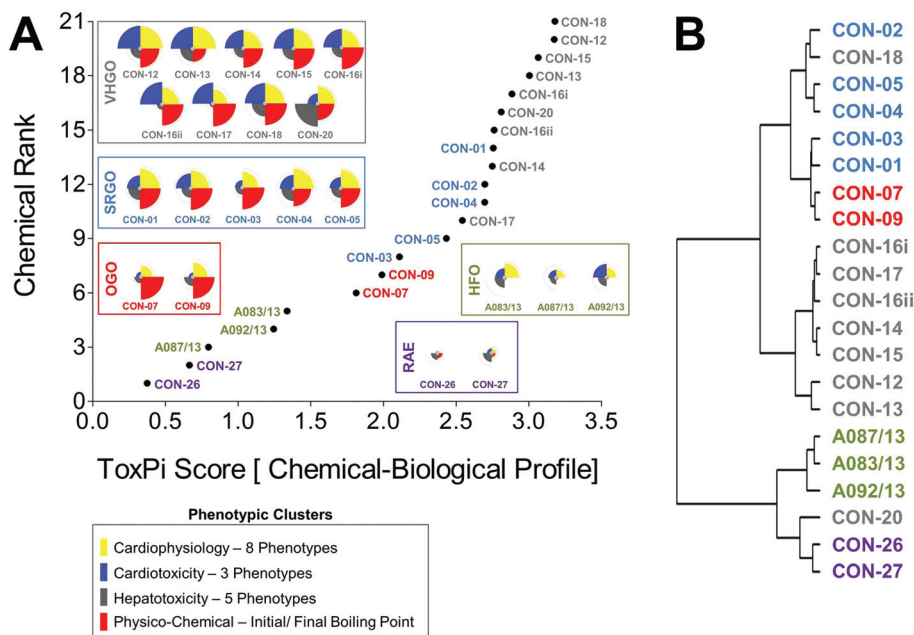 A
Chemical Rank
21
18
15
12
9
6
3
0
0.0 0.5 1.0 1.5 2.0 2.5 3.0 3.5
ToxPi Score [ Chemical-Biological Profile]
VHGO
CON-12 CON-13 CON-14 CON-15 CON-16i
CON-16ii CON-17 CON-18 CON-20
SRGO
CON-01 CON-02 CON-03 CON-04 CON-05
OGO
CON-07 CON-09
HFO
A083/13 A087/13 A092/13
RAE
CON-26 CON-27
CON-18
CON-12
CON-15
CON-13
CON-16i
CON-20
CON-16ii
CON-01
CON-14
CON-02
CON-04
CON-17
CON-05
CON-03
CON-09
CON-07
A083/13
A092/13
A087/13
CON-27
CON-26
Phenotypic Clusters
Cardiophysiology – 8 Phenotypes
Cardiotoxicity – 3 Phenotypes
Hepatotoxicity – 5 Phenotypes
Physico-Chemical – Initial/ Final Boiling Point
B
CON-02
CON-18
CON-05
CON-04
CON-03
CON-01
CON-07
CON-09
CON-16i
CON-17
CON-16ii
CON-14
CON-15
CON-12
CON-13
A087/13
A083/13
A092/13
CON-20
CON-26
CON-27